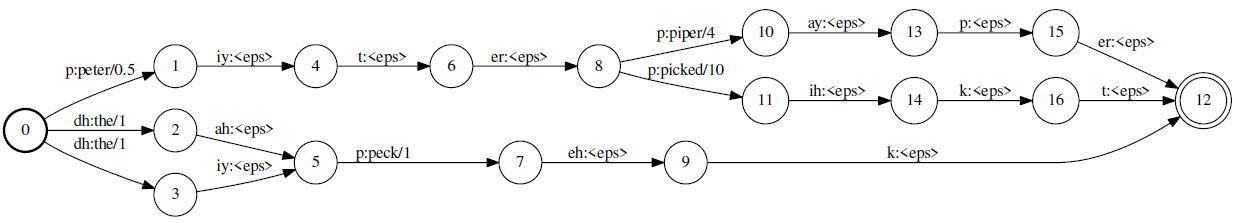 p:piper/4
10
ay:<eps>
13
p:<eps>
15
er:<eps>
p:peter/0.5
1
iy:<eps>
4
t:<eps>
6
er:<eps>
8
p:picked/10
11
ih:<eps>
14
k:<eps>
16
t:<eps>
12
0
dh:the/1
2
ah:<eps>
dh:the/1
3
iy:<eps>
5
p:peck/1
7
eh:<eps>
9
k:<eps>